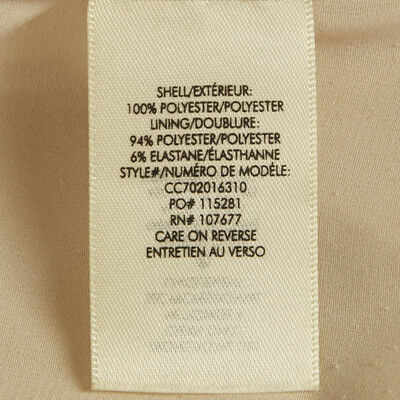 SHELL/EXTÉRIEUR:
100% POLYESTER/POLYESTER
LINING/DOUBLURE:
94% POLYESTER/POLYESTER
6% ELASTANE/ÉLASTHANNE
STYLE#/NUMÉRO DE MODÉLE:
CC702016310
PO# 115281
RN# 107677
CARE ON REVERSE
ENTRETIEN AU VERSO